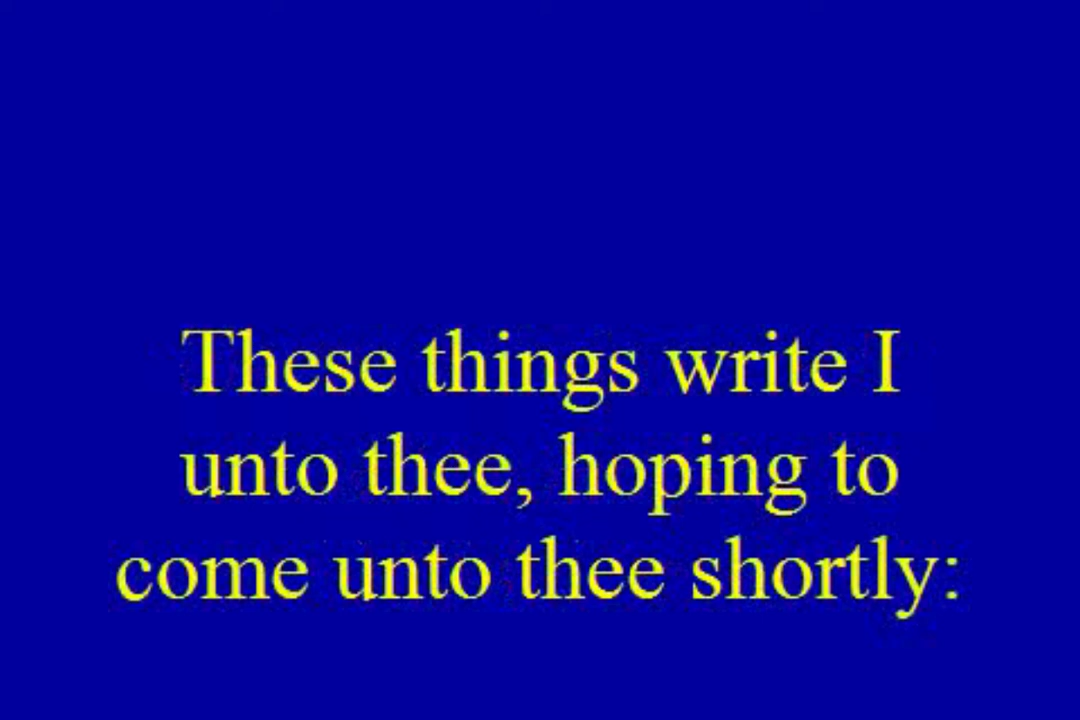 These things write I
unto thee, hoping to
come unto thee shortly: